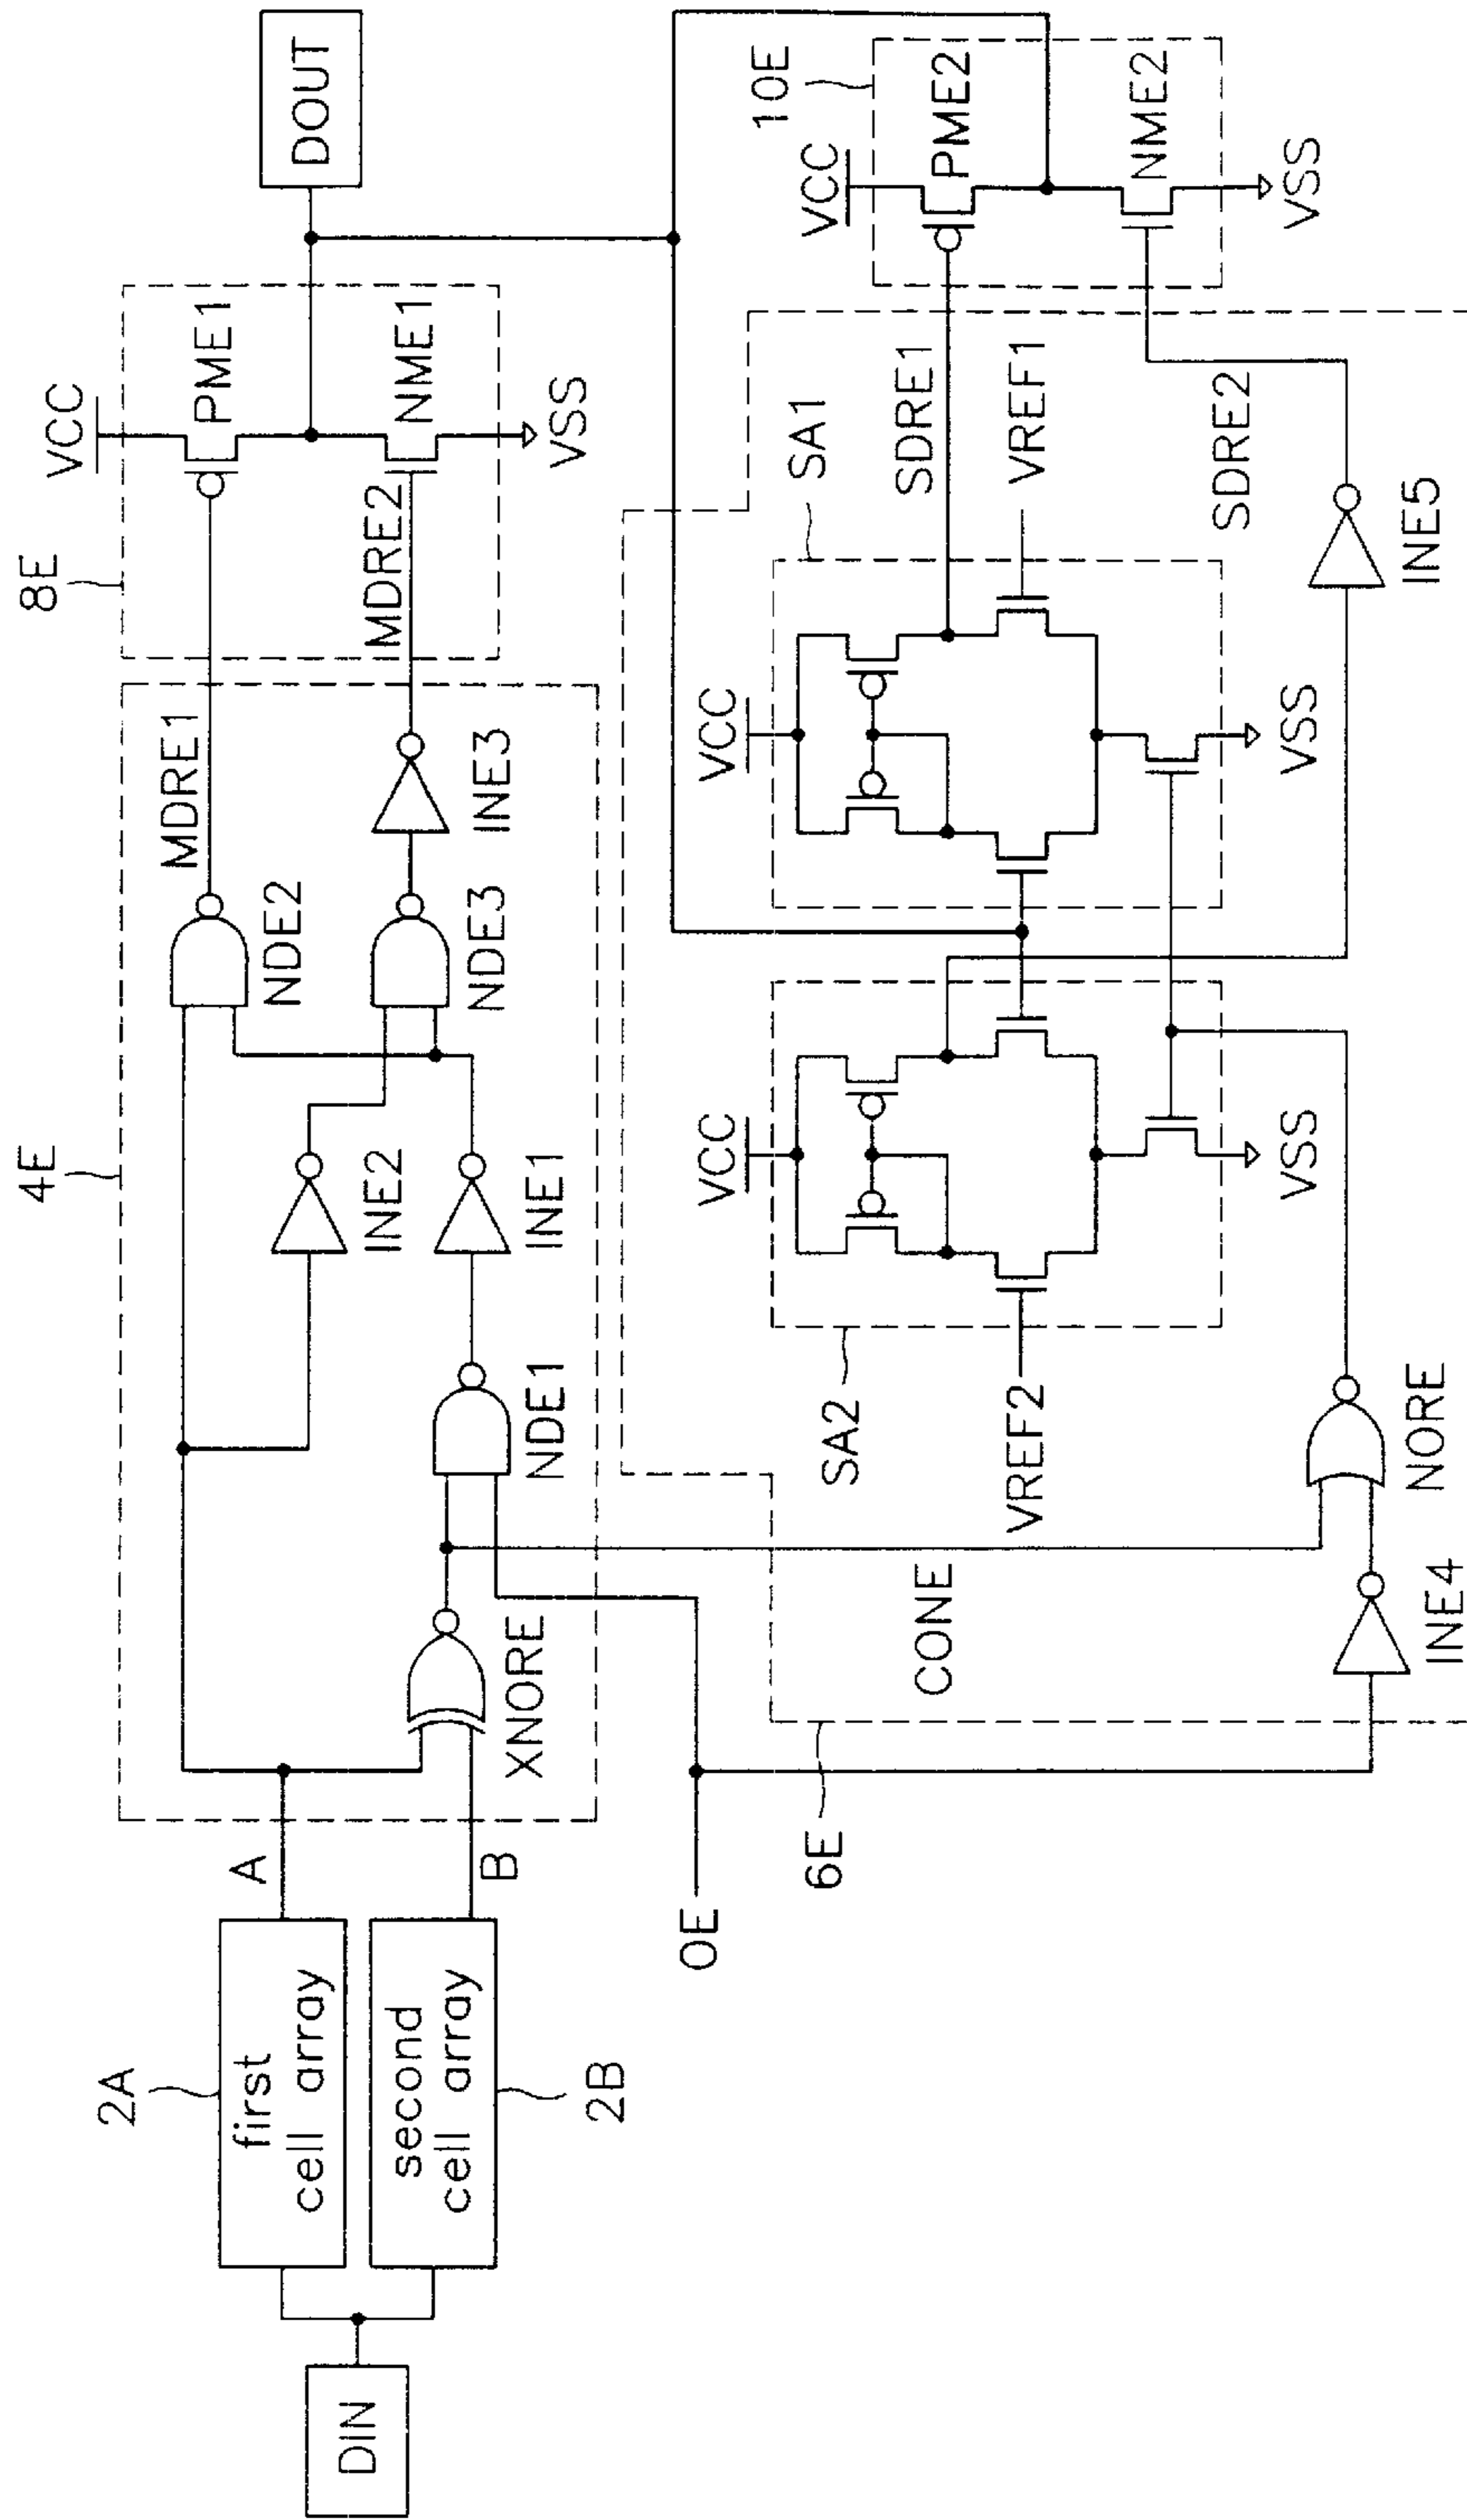 DIN
2A
first
cell array
second
cell array
2B
A
B
OE
4E
XNORE
NDE1
INE2
INE1
NDE2
NDE3
INE3
MDRE1
MDRE2
8E
VCC
PME1
NME1
VSS
DOUT
6E
CONE
INE4
NORE
SA2
VREF2
VCC
VSS
SA1
VCC
VSS
SDRE1
VREF1
SDRE2
INE5
10E
VCC
PME2
NME2
VSS